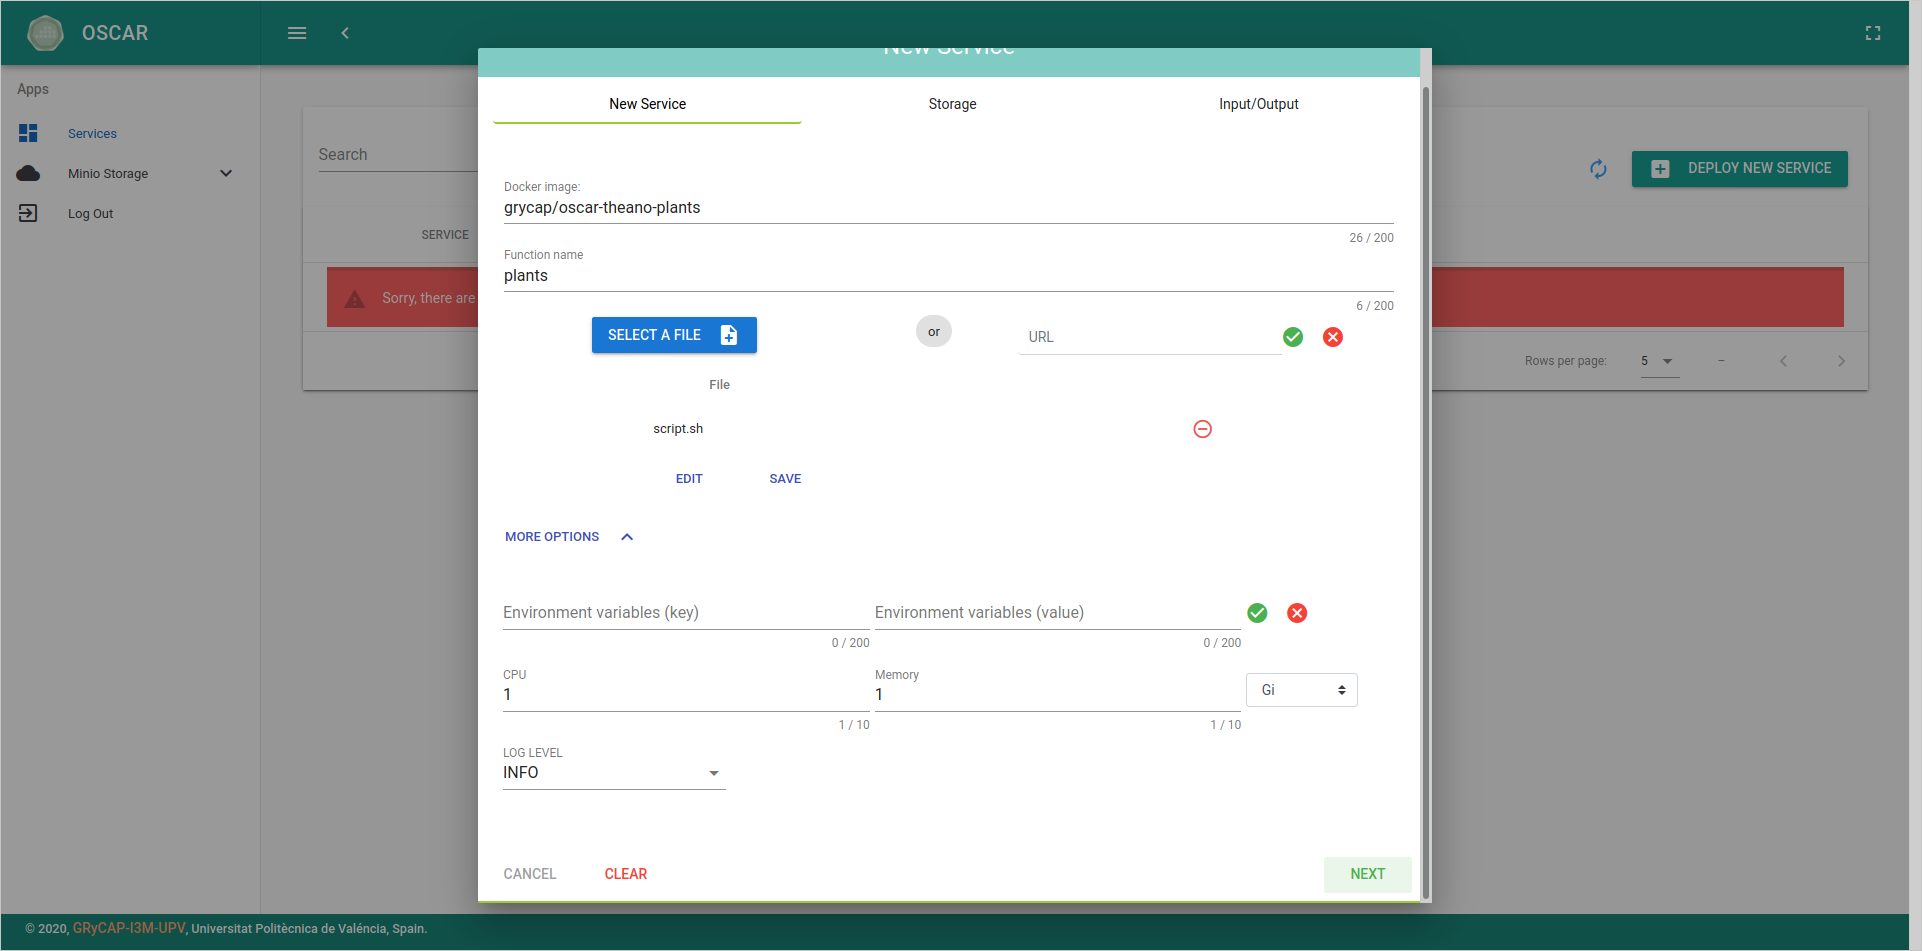 OSCAR
Apps
Services
Minio Storage
Log Out
Search
DEPLOY NEW SERVICE
SERVICE
Sorry, there are
Rows per page:
5
–
New Service
New Service
Storage
Input/Output
Docker image:
grycap/oscar-theano-plants
26 / 200
Function name
plants
6 / 200
SELECT A FILE
or
URL
File
script.sh
EDIT
SAVE
MORE OPTIONS
Environment variables (key)
Environment variables (value)
0 / 200
0 / 200
CPU
1
Memory
1
Gi
1 / 10
1 / 10
LOG LEVEL
INFO
CANCEL
CLEAR
NEXT
© 2020, GRyCAP-I3M-UPV, Universitat Politècnica de Valéncia, Spain.